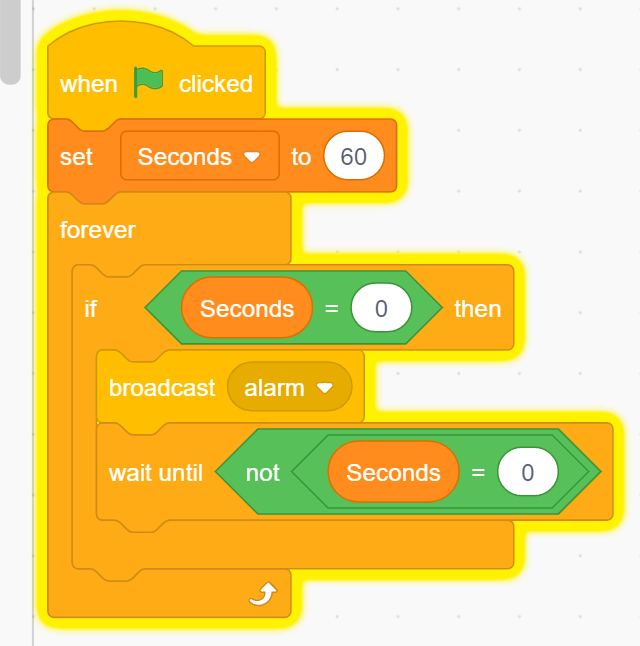 when clicked
set Seconds to 60
forever
if Seconds = 0 then
broadcast alarm
wait until not Seconds = 0